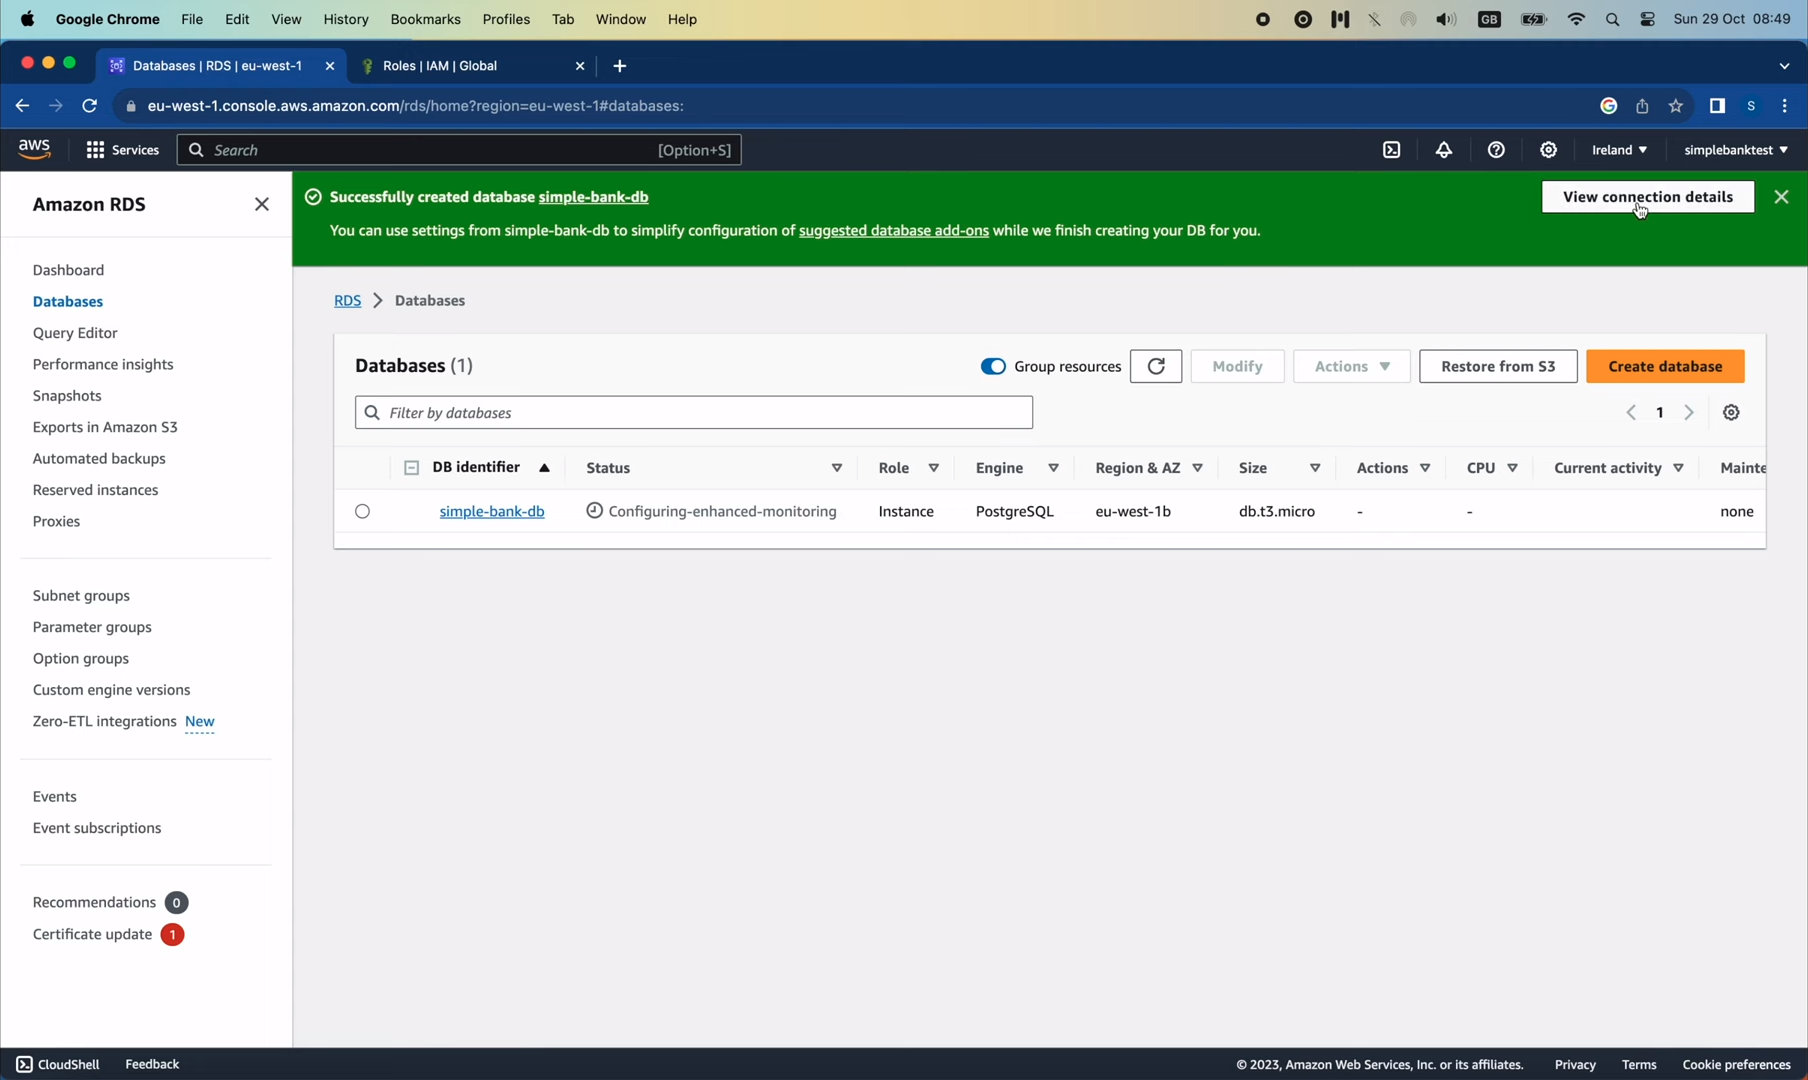 Google Chrome File Edit View History Bookmarks Profiles Tab Window Help GB Sun 29 Oct 08:49
Databases | RDS | eu-west-1 Roles | IAM | Global
eu-west-1.console.aws.amazon.com/rds/home?region=eu-west-1#databases: S
aws Services Search [Option+S] Ireland simplebanktest
Amazon RDS
Dashboard
Databases
Query Editor
Performance insights
Snapshots
Exports in Amazon S3
Automated backups
Reserved instances
Proxies
Subnet groups
Parameter groups
Option groups
Custom engine versions
Zero-ETL integrations New
Events
Event subscriptions
Recommendations 0
Certificate update 1
Successfully created database simple-bank-db View connection details
You can use settings from simple-bank-db to simplify configuration of suggested database add-ons while we finish creating your DB for you.
RDS > Databases
Databases (1) Group resources Modify Actions Restore from S3 Create database
Filter by databases 1
DB identifier Status Role Engine Region & AZ Size Actions CPU Current activity Mainte
simple-bank-db Configuring-enhanced-monitoring Instance PostgreSQL eu-west-1b db.t3.micro - - none
CloudShell Feedback © 2023, Amazon Web Services, Inc. or its affiliates. Privacy Terms Cookie preferences